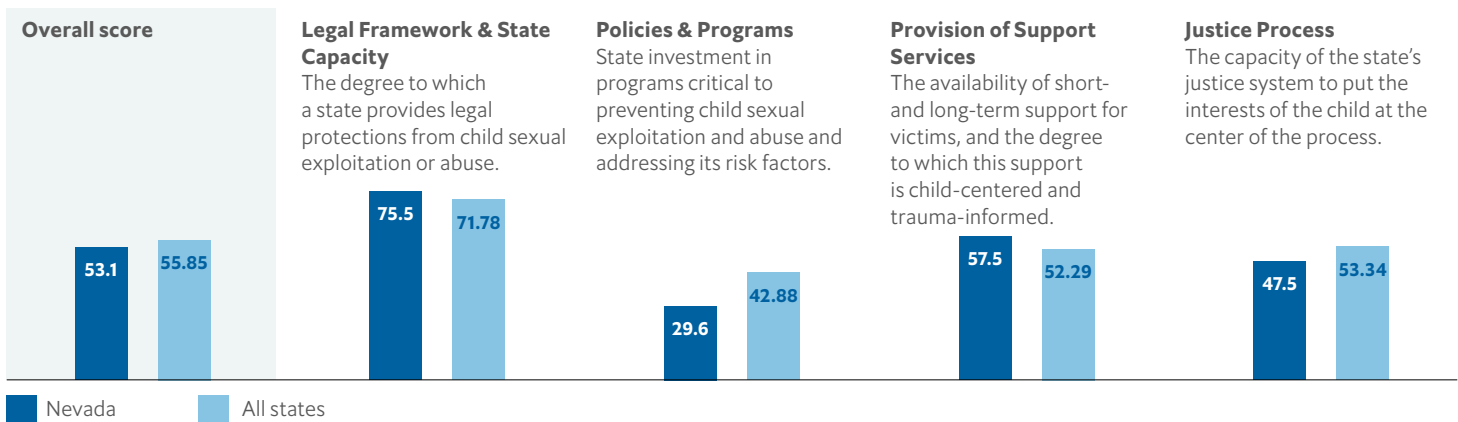 Overall score
Legal Framework & State
Capacity
The degree to which
a state provides legal
protections from child sexual
exploitation or abuse.
Policies & Programs
State investment in
programs critical to
preventing child sexual
exploitation and abuse and
addressing its risk factors.
Provision of Support
Services
The availability of short-
and long-term support for
victims, and the degree
to which this support
is child-centered and
trauma-informed.
Justice Process
The capacity of the state's
justice system to put the
interests of the child at the
center of the process.
53.1
55.85
75.5
71.78
29.6
42.88
57.5
52.29
47.5
53.34
Nevada
All states